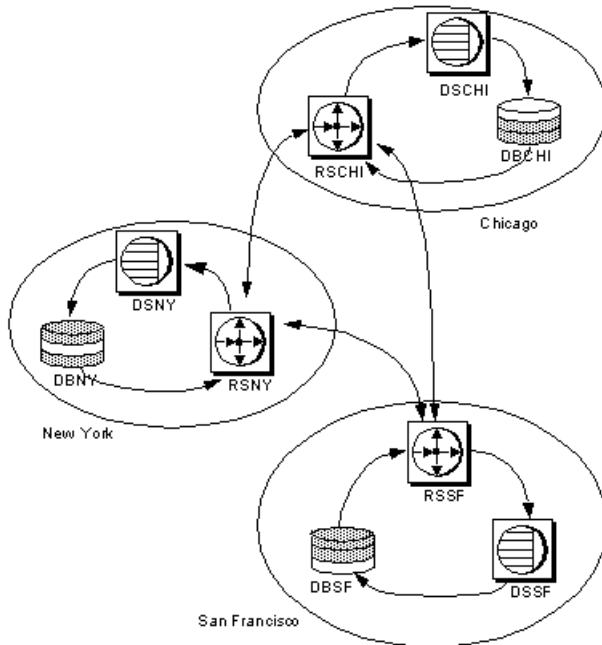 DSCHI
DBCHI
RSCHI
Chicago
DSNY
DBNY
RSNY
New York
RSSF
DBSF
DSSF
San Francisco